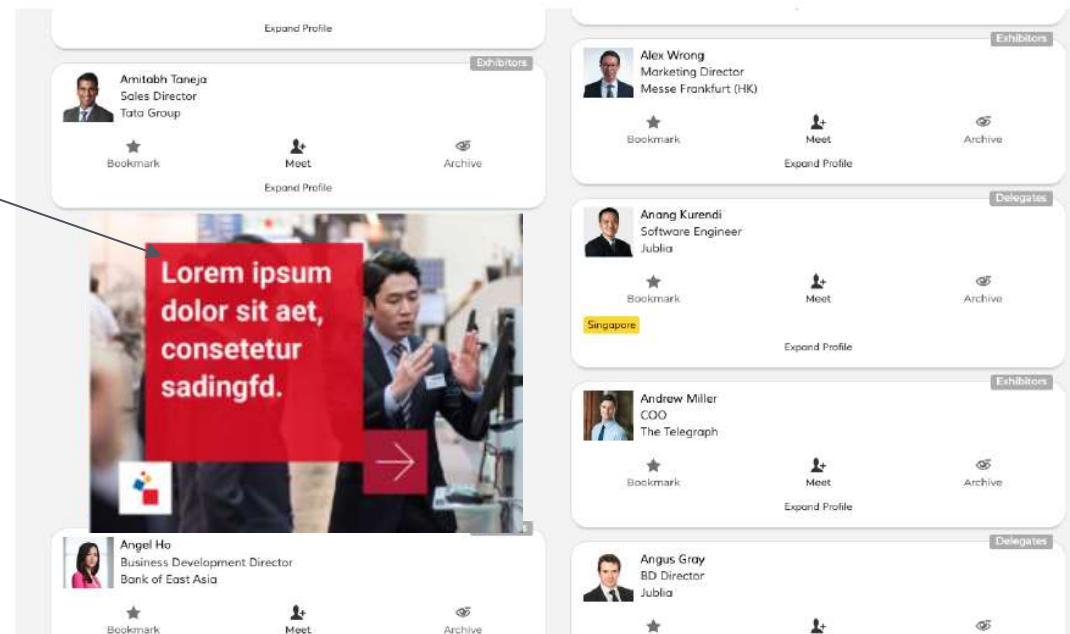 Expand Profile
Exhibitors
Amitabh Taneja
Sales Director
Tata Group
Bookmark
Meet
Archive
Expand Profile
Lorem ipsum
dolor sit aet,
consetetur
sadingfd.
Angel Ho
Business Development Director
Bank of East Asia
Bookmark
Meet
Archive
Exhibitors
Alex Wrong
Marketing Director
Messe Frankfurt (HK)
Bookmark
Meet
Archive
Expand Profile
Delegates
Anang Kurendi
Software Engineer
Jublia
Bookmark
Meet
Archive
Singapore
Expand Profile
Exhibitors
Andrew Miller
COO
The Telegraph
Bookmark
Meet
Archive
Expand Profile
Delegates
Angus Gray
BD Director
Jublia